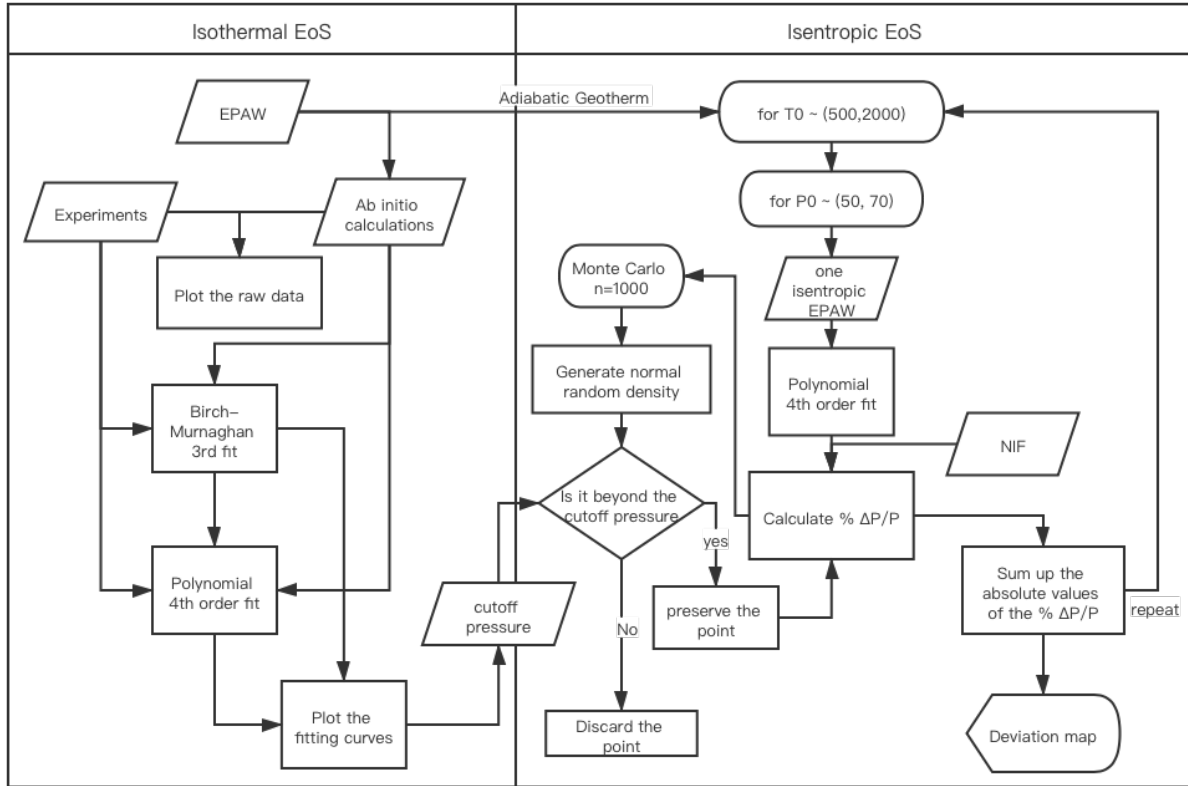 Isothermal EoS
Isentropic EoS
EPAW
Adiabatic Geotherm
for T0 ~ (500,2000)
Experiments
Ab initio
calculations
for P0 ~ (50, 70)
Plot the raw data
Monte Carlo
n=1000
one
isentropic
EPAW
Generate normal
random density
Polynomial
4th order fit
Birch-
Murnaghan
3rd fit
NIF
Is it beyond the
cutoff pressure
Calculate % ΔP/P
yes
Polynomial
4th order fit
cutoff
pressure
preserve the
point
Sum up the
absolute values
of the % ΔP/P
repeat
No
Plot the
fitting curves
Discard the
point
Deviation map